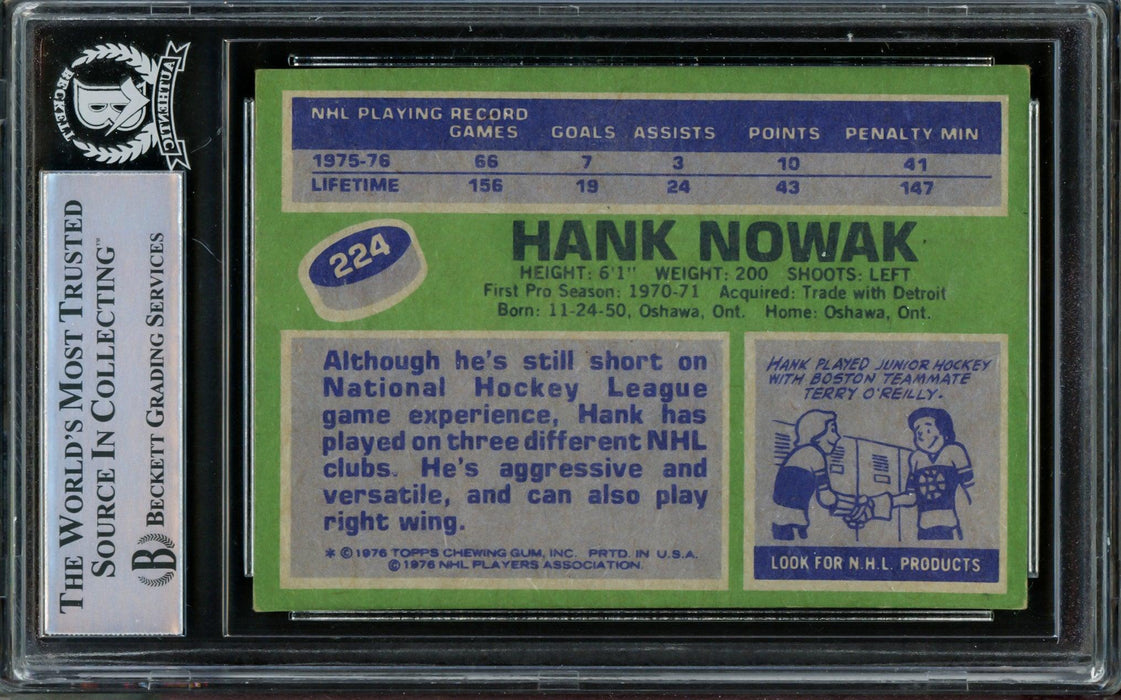 BECKETT AUTHENTIC
B
THE WORLD'S MOST TRUSTED
SOURCE IN COLLECTING™
B BECKETT GRADING SERVICES
NHL PLAYING RECORD
GAMES GOALS ASSISTS POINTS PENALTY MIN
1975-76 66 7 3 10 41
LIFETIME 156 19 24 43 147
224
HANK NOWAK
HEIGHT: 6'1" WEIGHT: 200 SHOOTS: LEFT
First Pro Season: 1970-71 Acquired: Trade with Detroit
Born: 11-24-50, Oshawa, Ont. Home: Oshawa, Ont.
Although he's still short on
National Hockey League
game experience, Hank has
played on three different NHL
clubs. He's aggressive and
versatile, and can also play
right wing.
* © 1976 TOPPS CHEWING GUM, INC. PRTD. IN U.S.A.
© 1976 NHL PLAYERS ASSOCIATION.
HANK PLAYED JUNIOR HOCKEY
WITH BOSTON TEAMMATE
TERRY O'REILLY.
B
LOOK FOR N.H.L. PRODUCTS